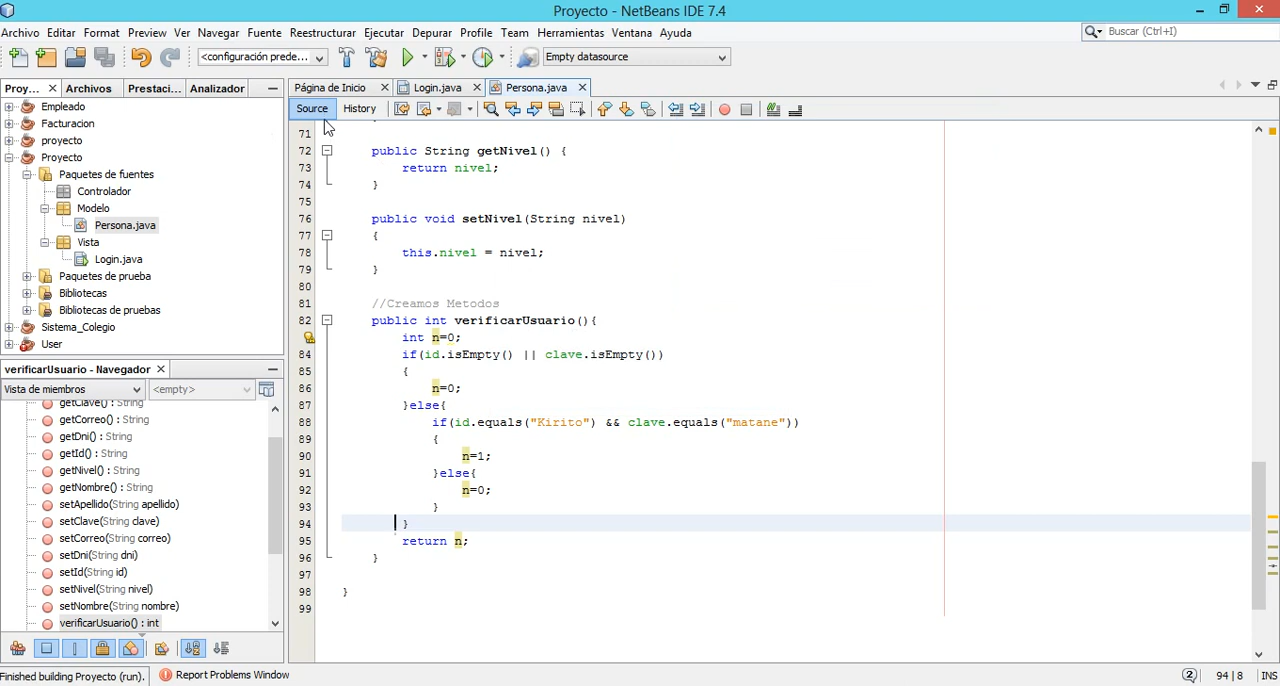 Proyecto - NetBeans IDE 7.4
Archivo Editar Format Preview Ver Navegar Fuente Reestructurar Ejecutar Depurar Profile Team Herramientas Ventana Ayuda
Buscar (Ctrl+I)
<configuración prede...
Empty datasource
Proy... Archivos Prestaci... Analizador
Página de Inicio Login.java Persona.java
Source History
Empleado
Facturacion
proyecto
Proyecto
Paquetes de fuentes
Controlador
Modelo
Persona.java
Vista
Login.java
Paquetes de prueba
Bibliotecas
Bibliotecas de pruebas
Sistema_Colegio
User
verificarUsuario - Navegador
Vista de miembros
<empty>
getClave() : String
getCorreo() : String
getDni() : String
getId() : String
getNivel() : String
getNombre() : String
setApellido(String apellido)
setClave(String clave)
setCorreo(String correo)
setDni(String dni)
setId(String id)
setNivel(String nivel)
setNombre(String nombre)
verificarUsuario() : int
71
72 public String getNivel() {
73 return nivel;
74 }
75
76 public void setNivel(String nivel)
77 {
78 this.nivel = nivel;
79 }
80
81 //Creamos Metodos
82 public int verificarUsuario(){
int n=0;
84 if(id.isEmpty() || clave.isEmpty())
85 {
86 n=0;
87 }else{
88 if(id.equals("Kirito") && clave.equals("matane"))
89 {
90 n=1;
91 }else{
92 n=0;
93 }
94 }
95 return n;
96 }
97
98 }
99
Finished building Proyecto (run).
Report Problems Window
2
94 | 8
INS